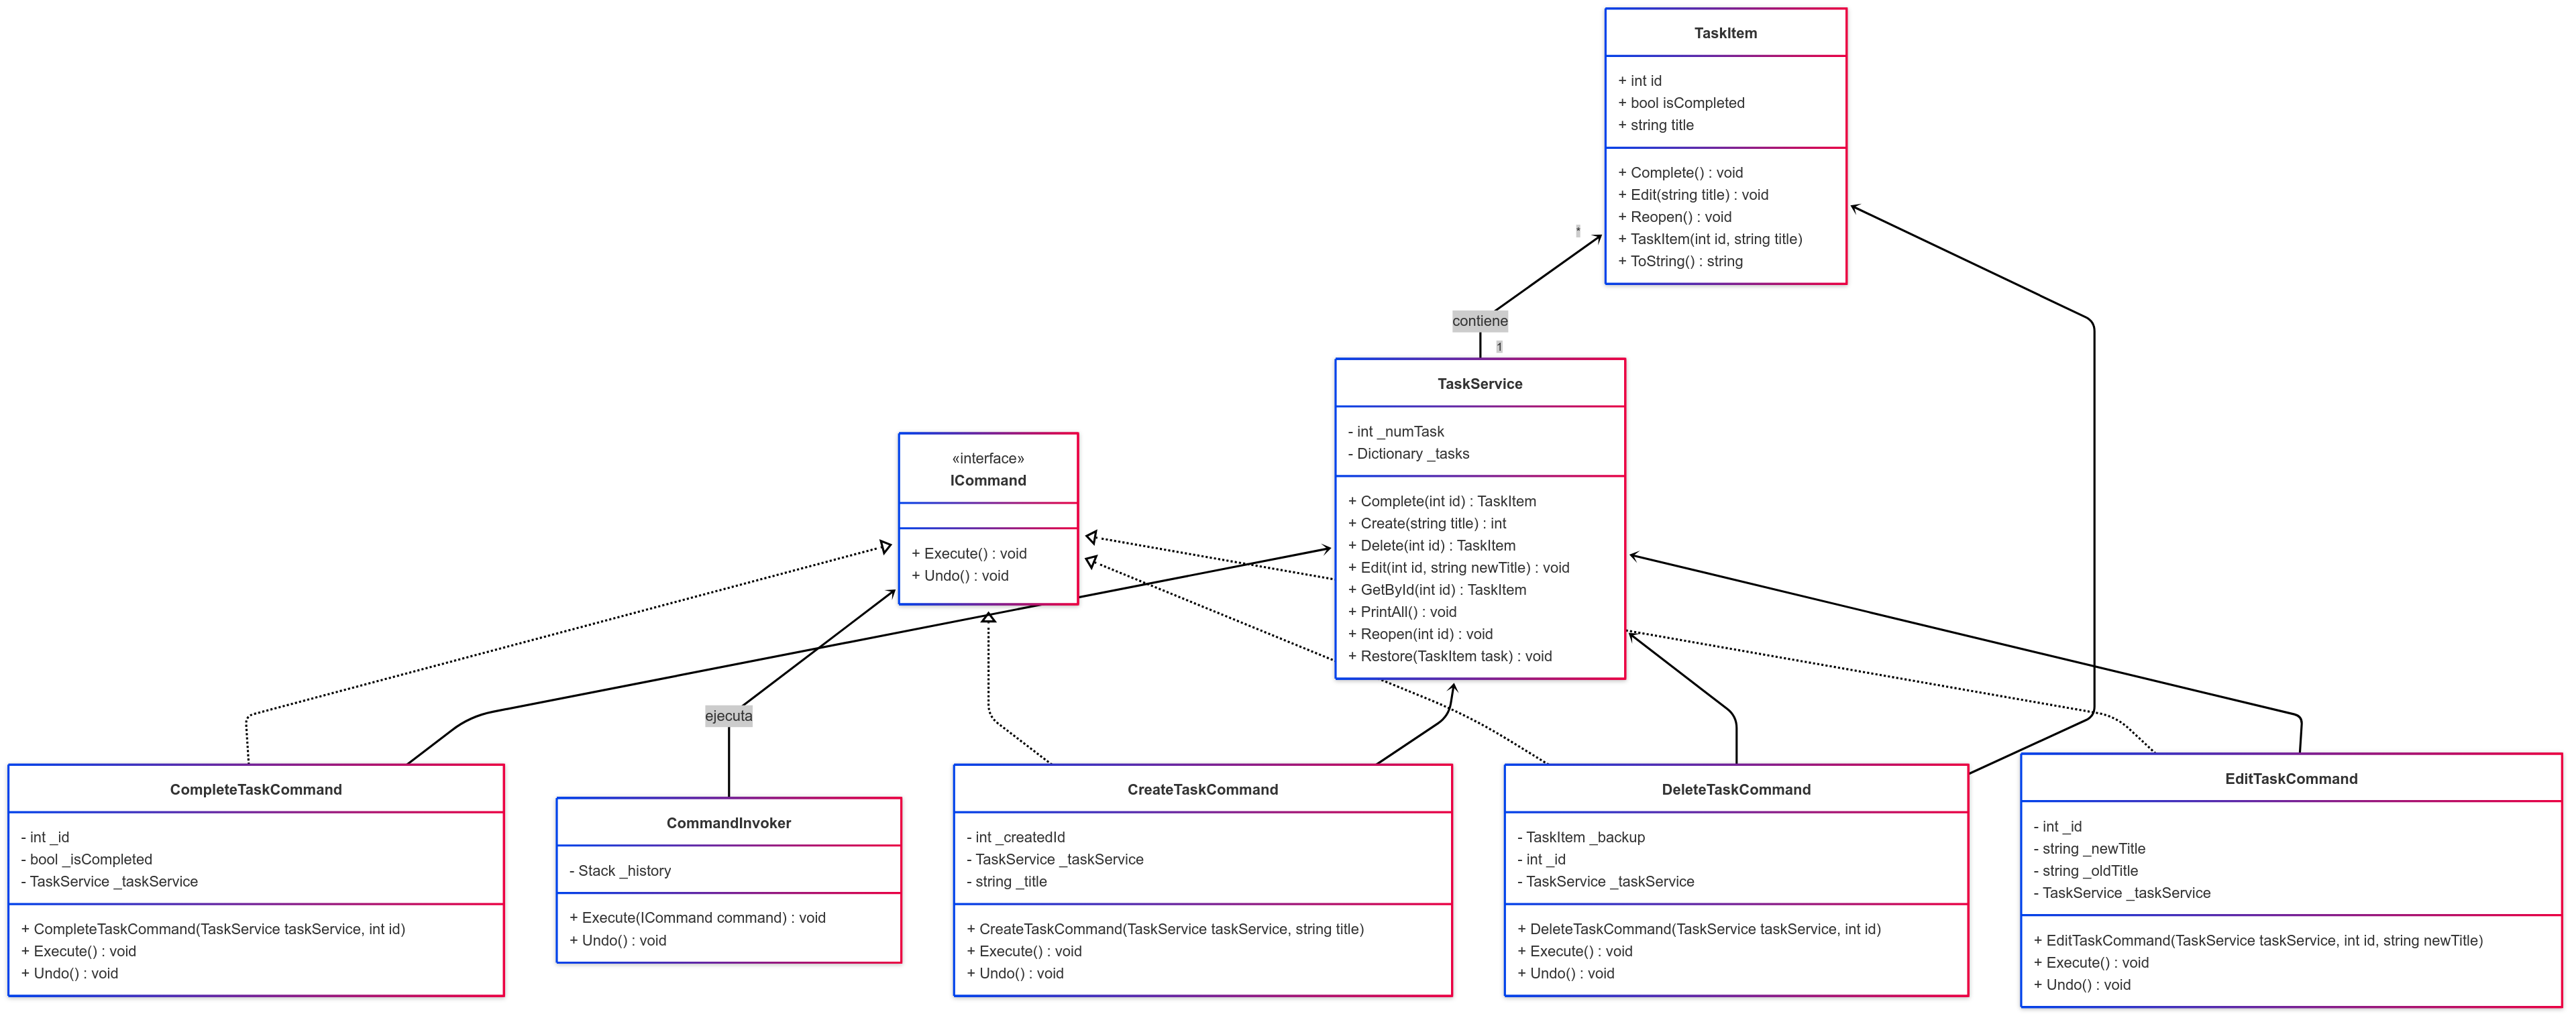 TaskItem
+ int id
+ bool isCompleted
+ string title
+ Complete() : void
+ Edit(string title) : void
+ Reopen() : void
+ TaskItem(int id, string title)
+ ToString() : string
*
contiene
1
TaskService
- int _numTask
- Dictionary _tasks
+ Complete(int id) : TaskItem
+ Create(string title) : int
+ Delete(int id) : TaskItem
+ Edit(int id, string newTitle) : void
+ GetById(int id) : TaskItem
+ PrintAll() : void
+ Reopen(int id) : void
+ Restore(TaskItem task) : void
«interface»
ICommand
+ Execute() : void
+ Undo() : void
ejecuta
CompleteTaskCommand
- int _id
- bool _isCompleted
- TaskService _taskService
+ CompleteTaskCommand(TaskService taskService, int id)
+ Execute() : void
+ Undo() : void
CommandInvoker
- Stack _history
+ Execute(ICommand command) : void
+ Undo() : void
CreateTaskCommand
- int _createdId
- TaskService _taskService
- string _title
+ CreateTaskCommand(TaskService taskService, string title)
+ Execute() : void
+ Undo() : void
DeleteTaskCommand
- TaskItem _backup
- int _id
- TaskService _taskService
+ DeleteTaskCommand(TaskService taskService, int id)
+ Execute() : void
+ Undo() : void
EditTaskCommand
- int _id
- string _newTitle
- string _oldTitle
- TaskService _taskService
+ EditTaskCommand(TaskService taskService, int id, string newTitle)
+ Execute() : void
+ Undo() : void